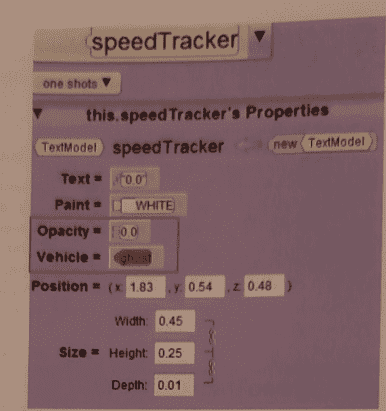 speedTracker
one shots
this.speedTracker's Properties
TextModel speedTracker new TextModel
Text = 0.0
Paint = WHITE
Opacity = 0.0
Vehicle =
Position = ( x: 1.83 , y: 0.54 , z: 0.48 )
Width: 0.45
Size = Height: 0.25
Depth: 0.01